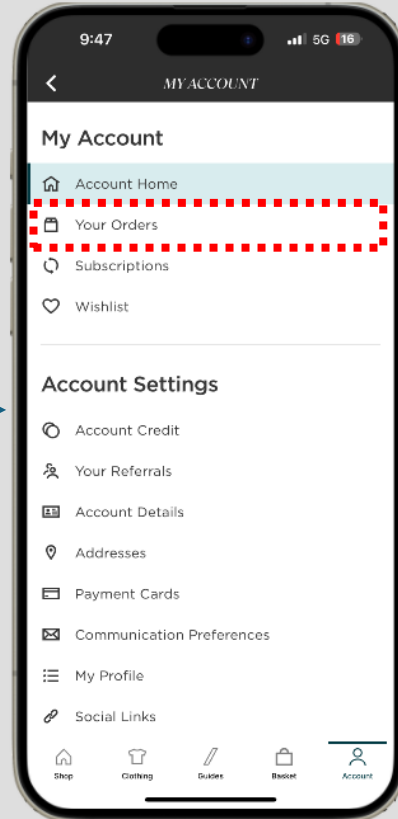 9:47
5G 16
MY ACCOUNT
My Account
Account Home
Your Orders
Subscriptions
Wishlist
Account Settings
Account Credit
Your Referrals
Account Details
Addresses
Payment Cards
Communication Preferences
My Profile
Social Links
Shop Clothing Guides Basket Account